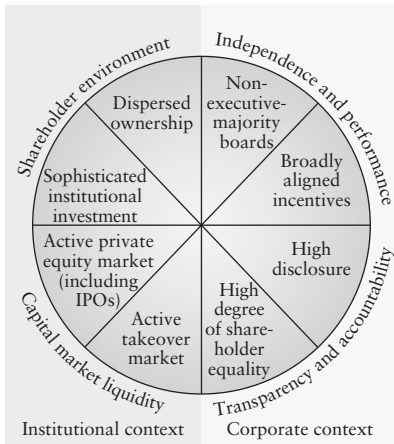 Shareholder environment
Independence and performance
Dispersed
ownership
Non-
executive-
majority
boards
Sophisticated
institutional
investment
Broadly
aligned
incentives
Active private
equity market
(including
IPOs)
High
disclosure
Active
takeover
market
High
degree
of share-
holder
equality
Capital market liquidity
Transparency and accountability
Institutional context
Corporate context